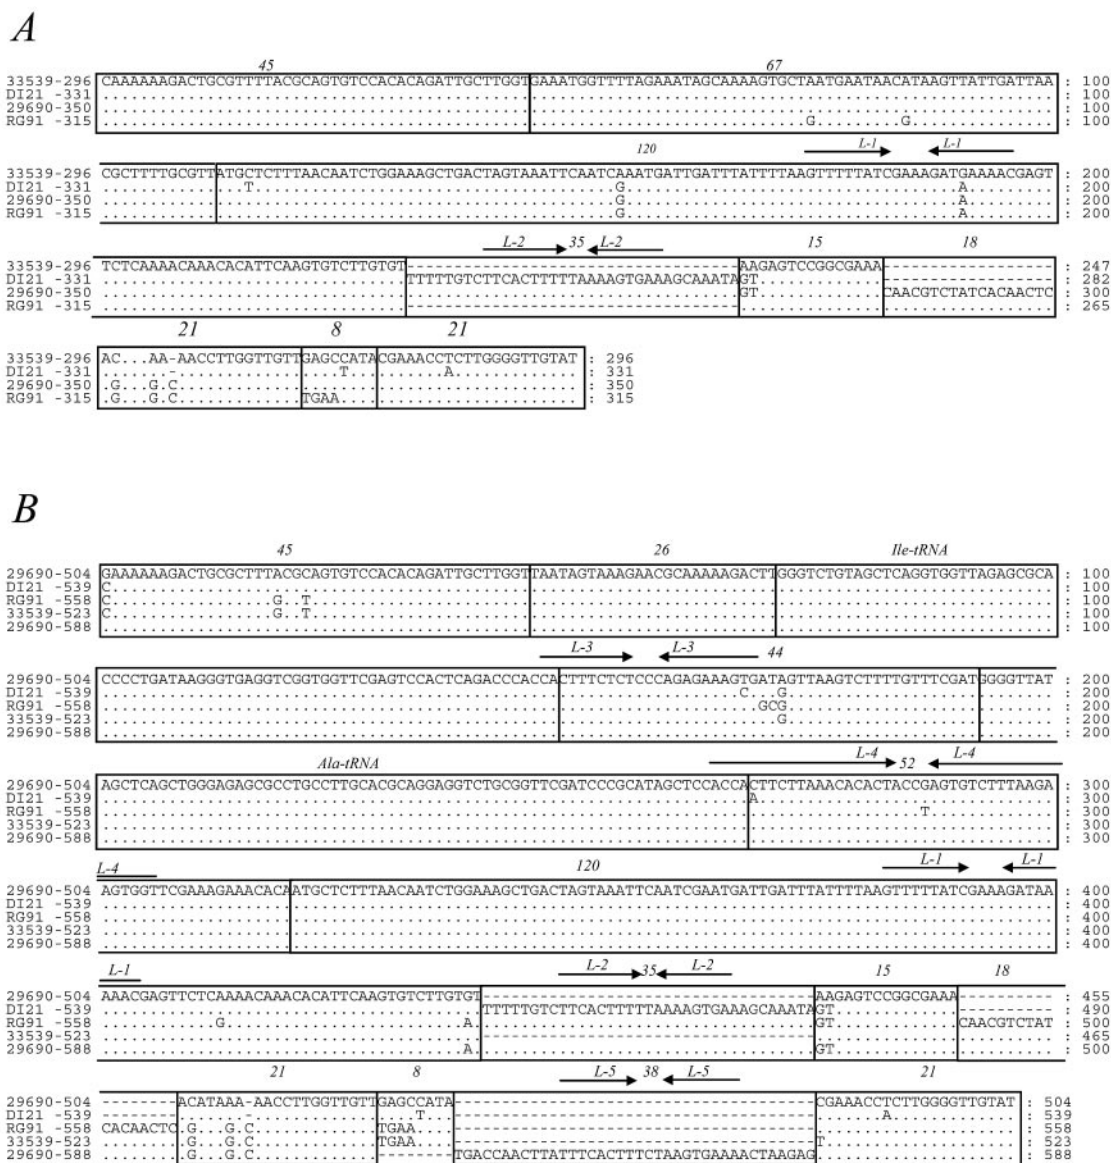 A
45 67
33539-296 CAAAAAAGACTGCGTTTTACGCAGTGTCCACACAGATTGCTTGGTGAAATGGTTTTAGAAATAGCAAAAGTGCTAATGAATAACATAAGTTATTGATTAA : 100
DI21 -331 .................................................................................................... : 100
29690-350 .................................................................................................... : 100
RG91 -315 ..........................................................................G.........G............... : 100
120 L-1 L-1
33539-296 CGCTTTTGCGTTATGCTCTTTAACAATCTGGAAAGCTGACTAGTAAATTCAATCAAATGATTGATTTATTTTAAGTTTTTATCGAAAGATGAAAACGAGT : 200
DI21 -331 ...............T......................................G...................................A......... : 200
29690-350 ......................................................G...................................A......... : 200
RG91 -315 ......................................................G...................................A......... : 200
L-2 35 L-2 15 18
33539-296 TCTCAAAACAAACACATTCAAGTGTCTTGTGT-----------------------------------AAGAGTCCGGCGAAA------------------ : 247
DI21 -331 ................................TTTTTGTCTTCACTTTTTAAAAGTGAAAGCAAATAGT.............------------------ : 282
29690-350 ...................................................................GT.............CAACGTCTATCACAACTC : 300
RG91 -315 ................................-----------------------------------.................................. : 265
21 8 21
33539-296 AC...AA-AACCTTGGTTGTTGAGCCATACGAAACCTCTTGGGGTTGTAT : 296
DI21 -331 .......-.................T..........A............. : 331
29690-350 .G...G.C.......................................... : 350
RG91 -315 .G...G.C.............TGAA......................... : 315
B
45 26 Ile-tRNA
29690-504 GAAAAAAGACTGCGCTTTACGCAGTGTCCACACAGATTGCTTGGTTAATAGTAAAGAACGCAAAAAGACTTGGGTCTGTAGCTCAGGTGGTTAGAGCGCA : 100
DI21 -539 C................................................................................................... : 100
RG91 -558 C.................G..T.............................................................................. : 100
33539-523 C.................G..T.............................................................................. : 100
29690-588 .................................................................................................... : 100
L-3 L-3 44
29690-504 CCCCTGATAAGGGTGAGGTCGGTGGTTCGAGTCCACTCAGACCCACCACTTTCTCTCCCAGAGAAAGTGATAGTTAAGTCTTTTGTTTCGATGGGGTTAT : 200
DI21 -539 ...................................................................C...G............................ : 200
RG91 -558 .....................................................................GCG............................ : 200
33539-523 .......................................................................G............................ : 200
29690-588 .................................................................................................... : 200
Ala-tRNA L-4 52 L-4
29690-504 AGCTCAGCTGGGAGAGCGCCTGCCTTGCACGCAGGAGGTCTGCGGTTCGATCCCGCATAGCTCCACCACTTCTTAAACACACTACCGAGTGTCTTTAAGA : 300
DI21 -539 ....................................................................A............................... : 300
RG91 -558 ......................................................................................T............. : 300
33539-523 .................................................................................................... : 300
29690-588 .................................................................................................... : 300
L-4 120 L-1 L-1
29690-504 AGTGGTTCGAAAGAAACACAATGCTCTTTAACAATCTGGAAAGCTGACTAGTAAATTCAATCGAATGATTGATTTATTTTAAGTTTTTATCGAAAGATAA : 400
DI21 -539 .................................................................................................... : 400
RG91 -558 .................................................................................................... : 400
33539-523 .................................................................................................... : 400
29690-588 .................................................................................................... : 400
L-1 L-2 35 L-2 15 18
29690-504 AAACGAGTTCTCAAAACAAACACATTCAAGTGTCTTGTGT-----------------------------------AAGAGTCCGGCGAAA---------- : 455
DI21 -539 ........................................TTTTTGTCTTCACTTTTTAAAAGTGAAAGCAAATAGT.............---------- : 490
RG91 -558 ............G..........................A...................................GT.............CAACGTCTAT : 500
33539-523 ........................................-----------------------------------......................... : 465
29690-588 .......................................A...................................GT....................... : 500
21 8 L-5 38 L-5 21
29690-504 --------ACATAAA-AACCTTGGTTGTTGAGCCATA--------------------------------------CGAAACCTCTTGGGGTTGTAT : 504
DI21 -539 --------.......-.............. ...T...--------------------------------------.......A............. : 539
RG91 -558 CACAACTC.G...G.C.............TGAA....--------------------------------------..................... : 558
33539-523 .........G...G.C.............TGAA....--------------------------------------T.................... : 523
29690-588 .........G...G.C.............--------TGACCAACTTATTTCACTTTCTAAGTGAAAACTAAGAG..................... : 588